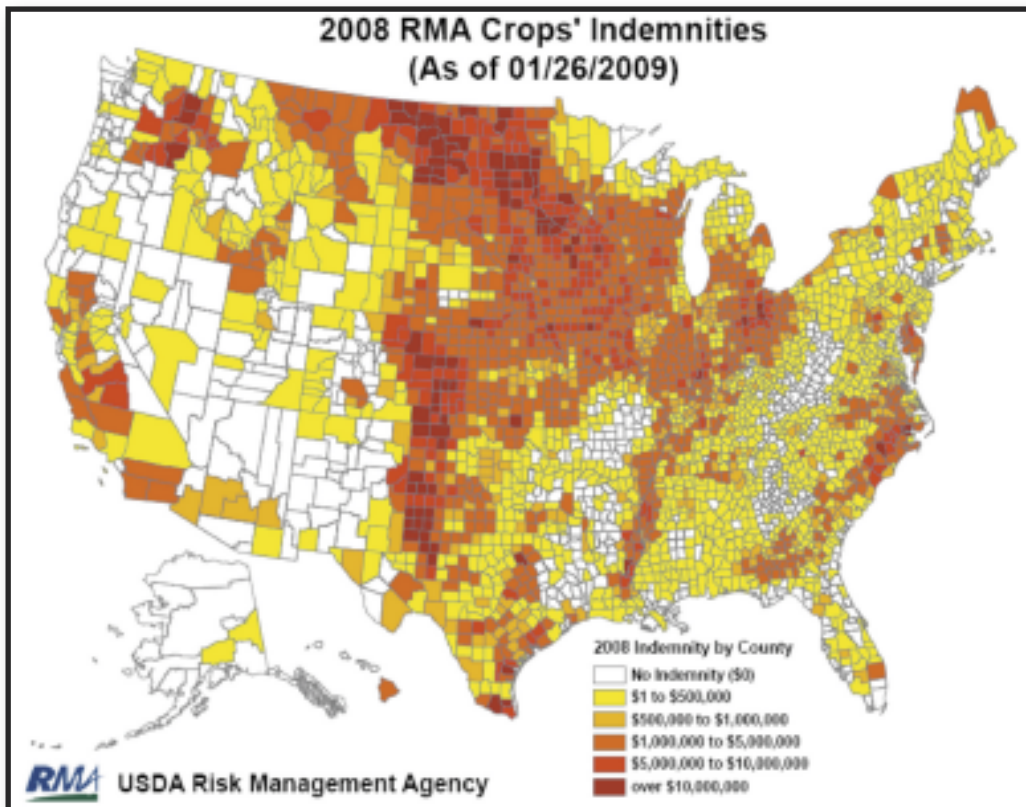 2008 RMA Crops' Indemnities
(As of 01/26/2009)
2008 Indemnity by County
No Indemnity ($0)
$1 to $500,000
$500,000 to $1,000,000
$1,000,000 to $5,000,000
$5,000,000 to $10,000,000
over $10,000,000
RMA USDA Risk Management Agency